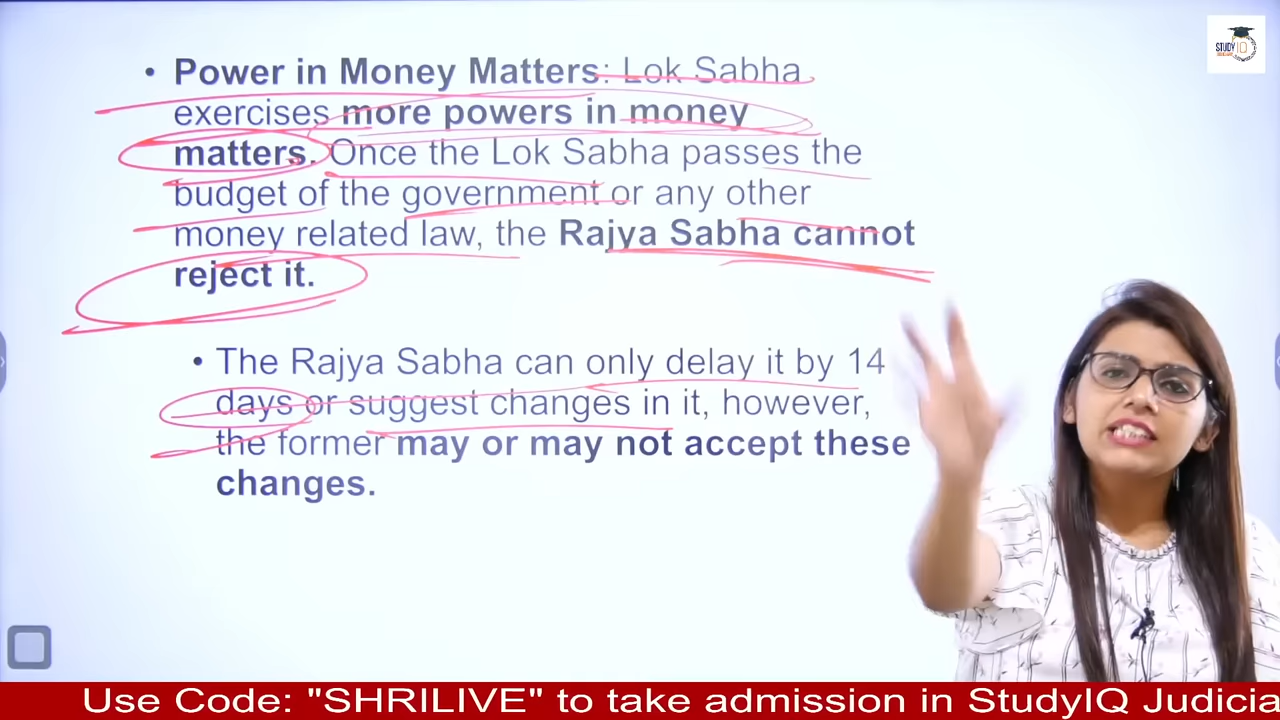 • Power in Money Matters: Lok Sabha
exercises more powers in money
matters. Once the Lok Sabha passes the
budget of the government or any other
money related law, the Rajya Sabha cannot
reject it.
• The Rajya Sabha can only delay it by 14
days or suggest changes in it, however,
the former may or may not accept these
changes.
STUDY IQ
Use Code: "SHRILIVE" to take admission in StudyIQ Judicia